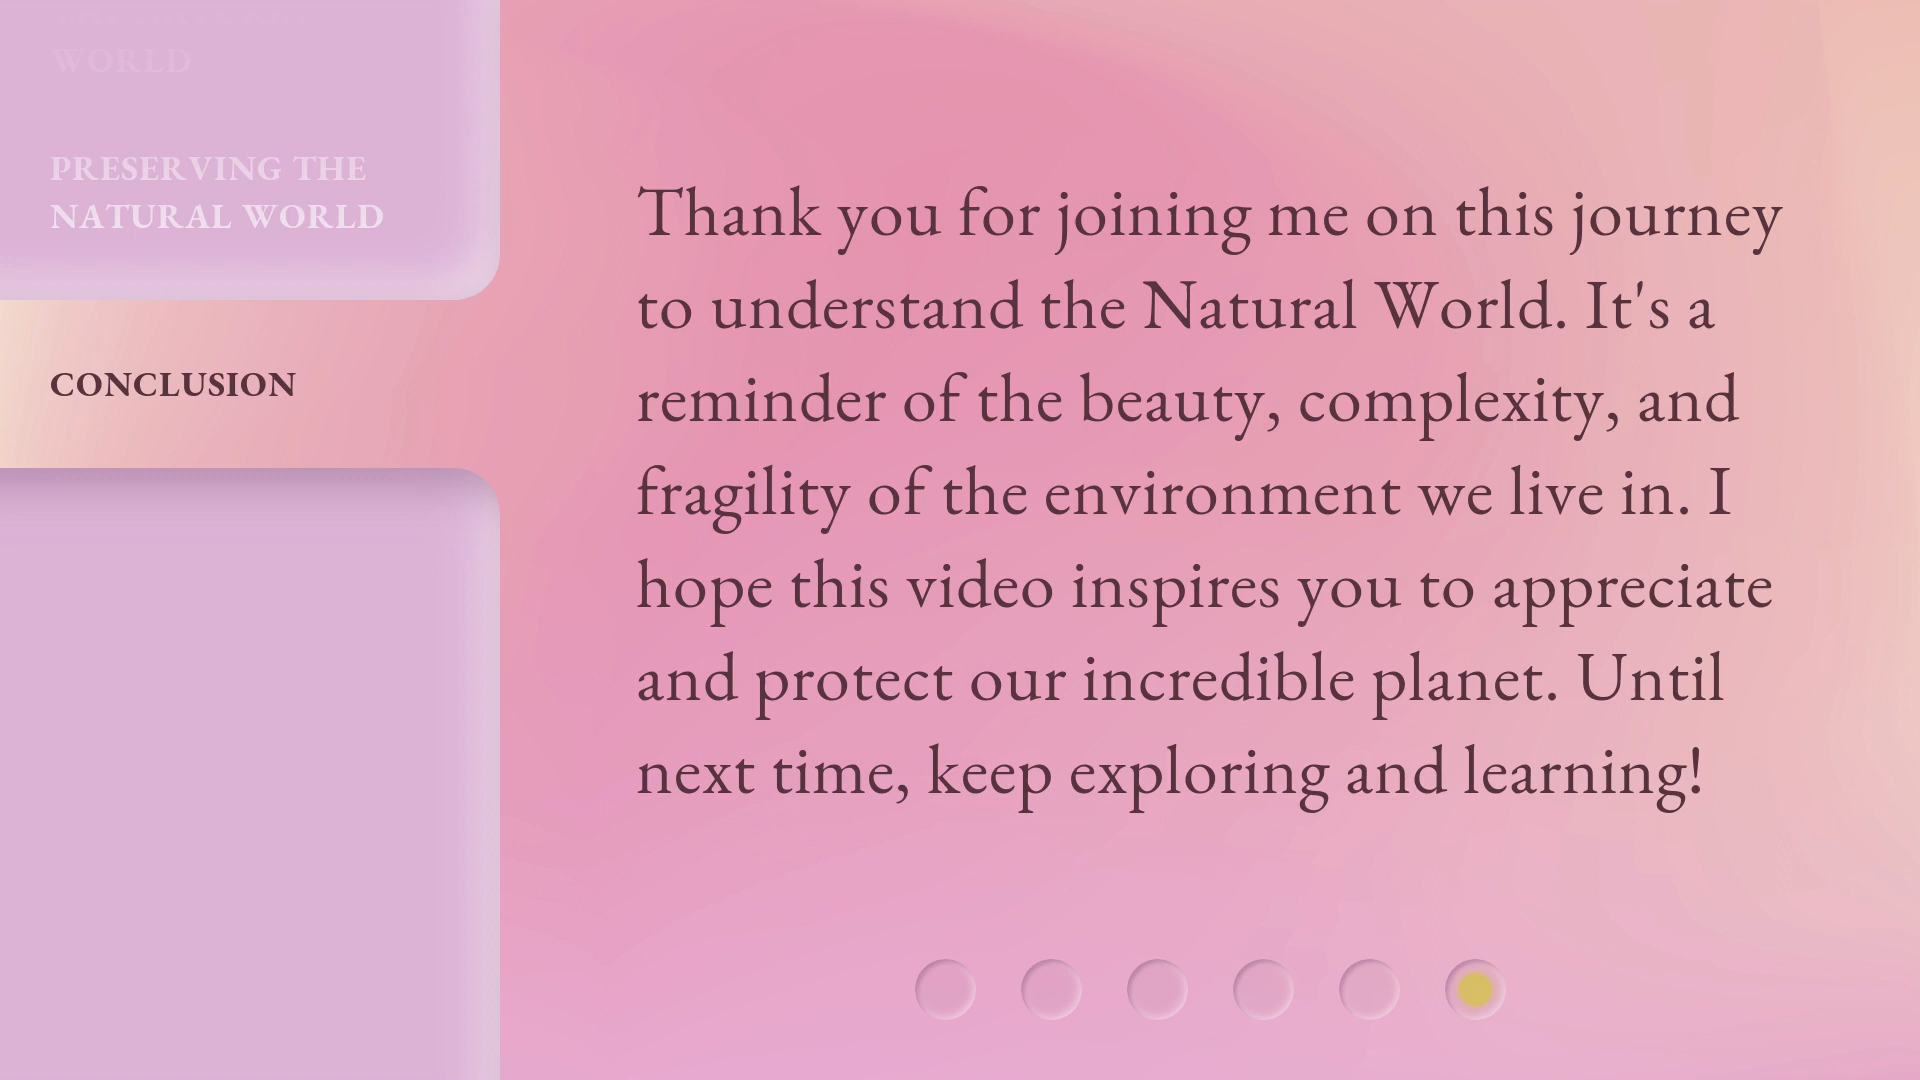 WORLD
PRESERVING THE
NATURAL WORLD
CONCLUSION
Thank you for joining me on this journey
to understand the Natural World. It's a
reminder of the beauty, complexity, and
fragility of the environment we live in. I
hope this video inspires you to appreciate
and protect our incredible planet. Until
next time, keep exploring and learning!